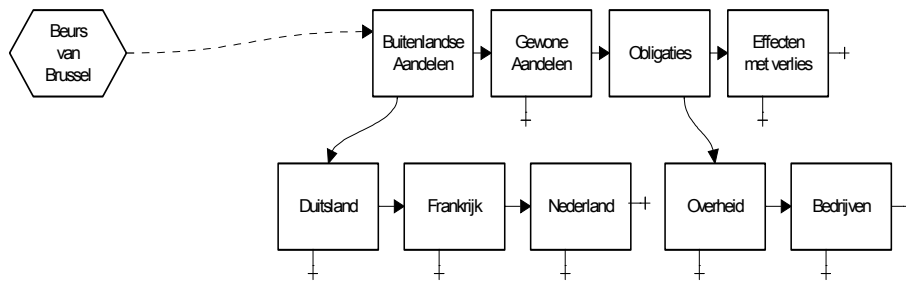 Beurs
van
Brussel
Buitenlandse
Aandelen
Gewone
Aandelen
Obligaties
Effecten
met verlies
Duitsland
Frankrijk
Nederland
Overheid
Bedrijven